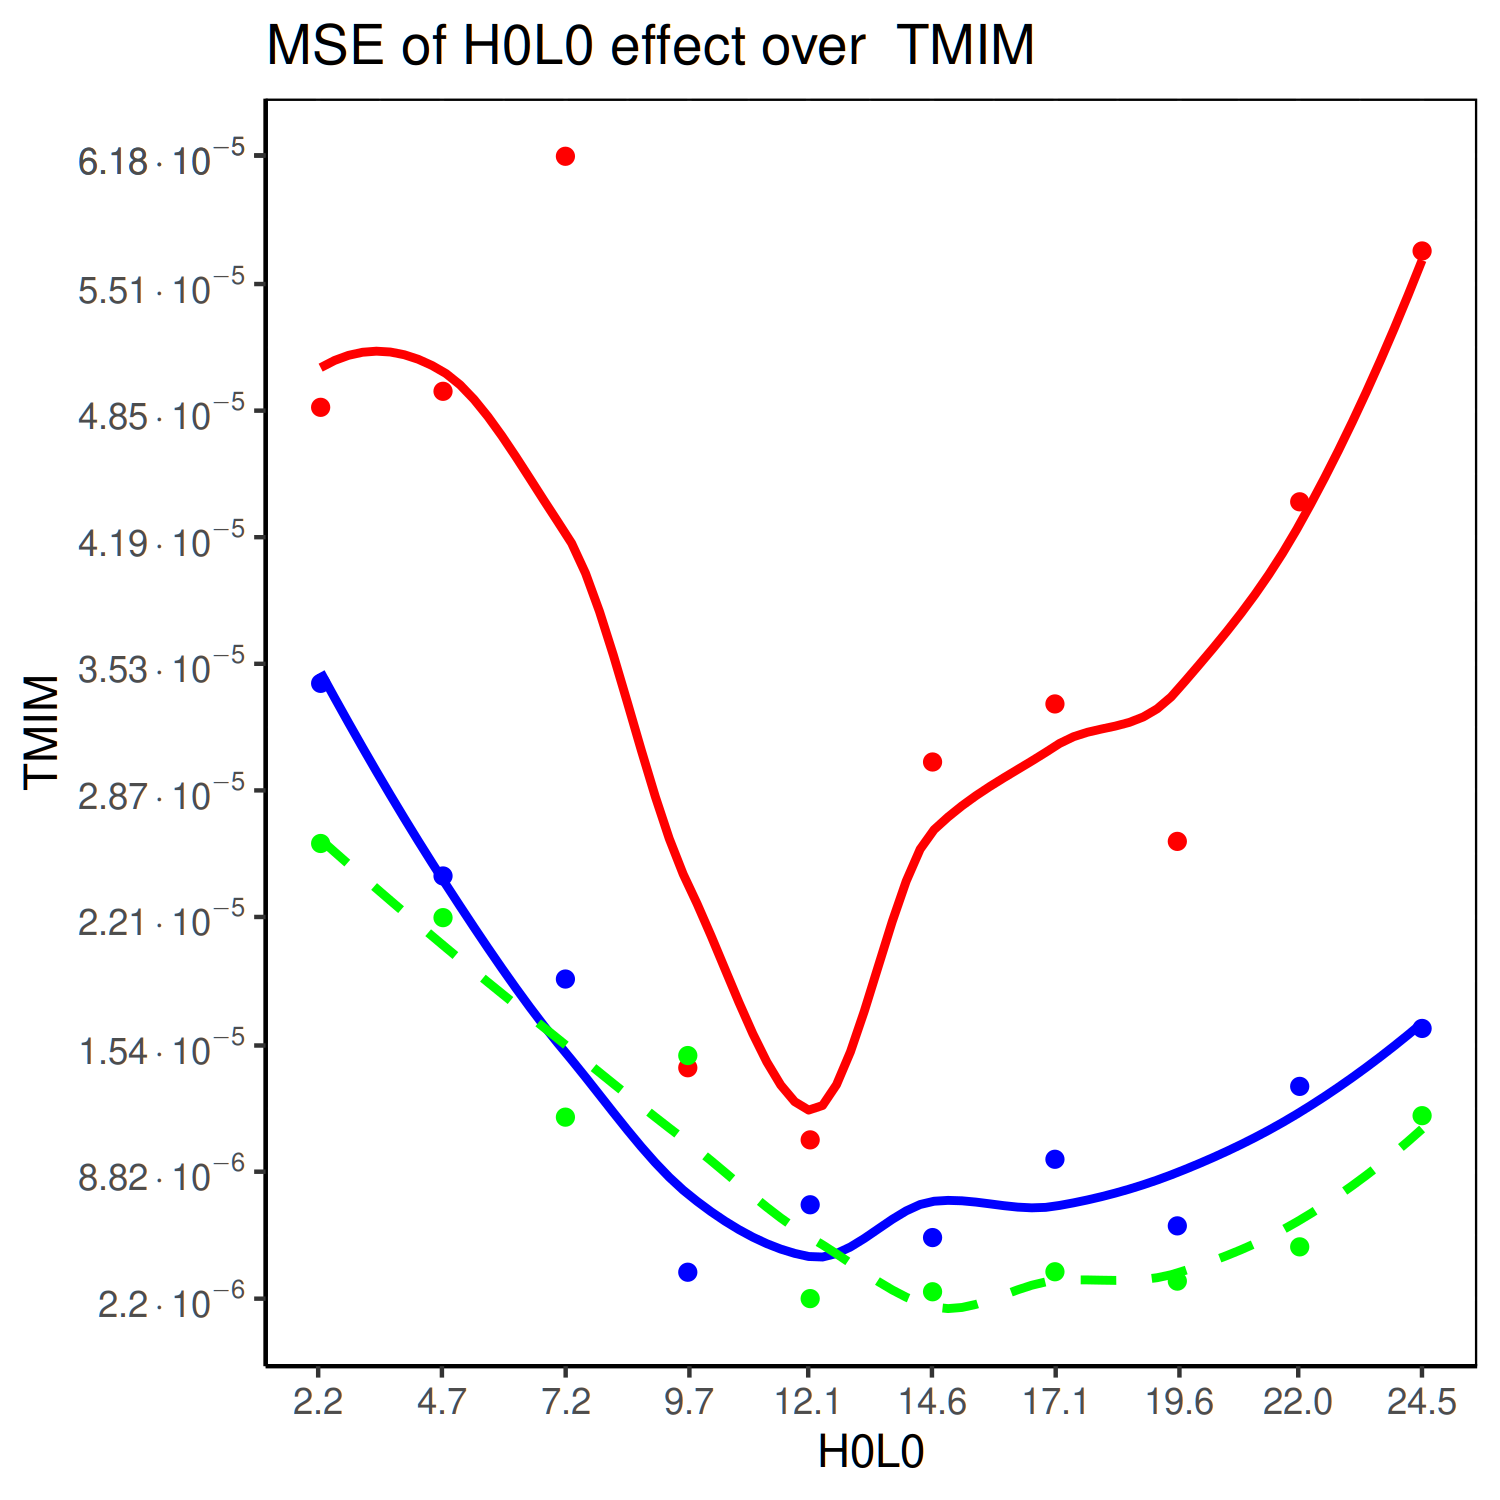 MSE of H0L0 effect over  TMIM
6.18 · 10⁻⁵
5.51 · 10⁻⁵
4.85 · 10⁻⁵
4.19 · 10⁻⁵
3.53 · 10⁻⁵
2.87 · 10⁻⁵
2.21 · 10⁻⁵
1.54 · 10⁻⁵
8.82 · 10⁻⁶
2.2 · 10⁻⁶
TMIM
2.2 4.7 7.2 9.7 12.1 14.6 17.1 19.6 22.0 24.5
H0L0